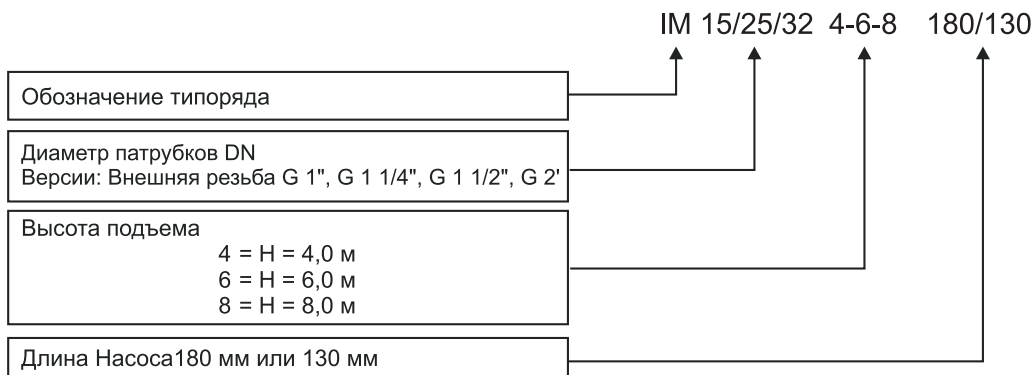 IM 15/25/32 4-6-8 180/130
Обозначение типоряда
Диаметр патрубков DN
Версии: Внешняя резьба G 1", G 1 1/4", G 1 1/2", G 2'
Высота подъема
4 = H = 4,0 м
6 = H = 6,0 м
8 = H = 8,0 м
Длина Насоса180 мм или 130 мм